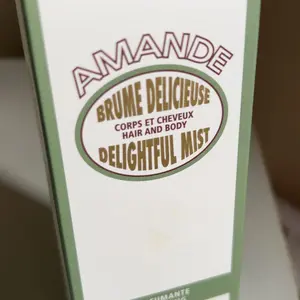 AMANDE
BRUME DELICIEUSE
CORPS ET CHEVEUX
HAIR AND BODY
DELIGHTFUL MIST